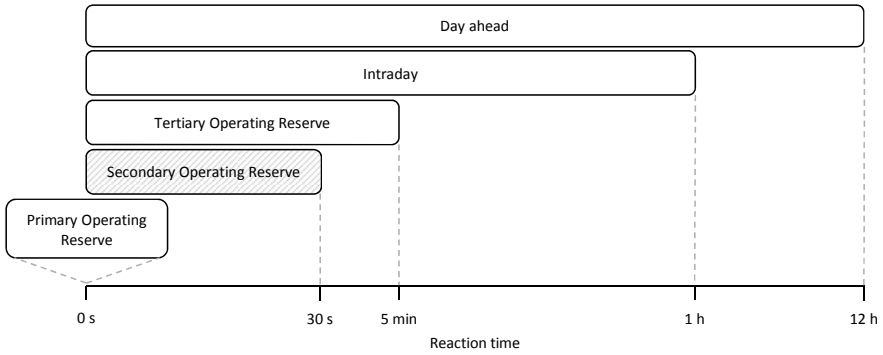 Day ahead
Intraday
Tertiary Operating Reserve
Secondary Operating Reserve
Primary Operating
Reserve
0 s
30 s
5 min
1 h
12 h
Reaction time